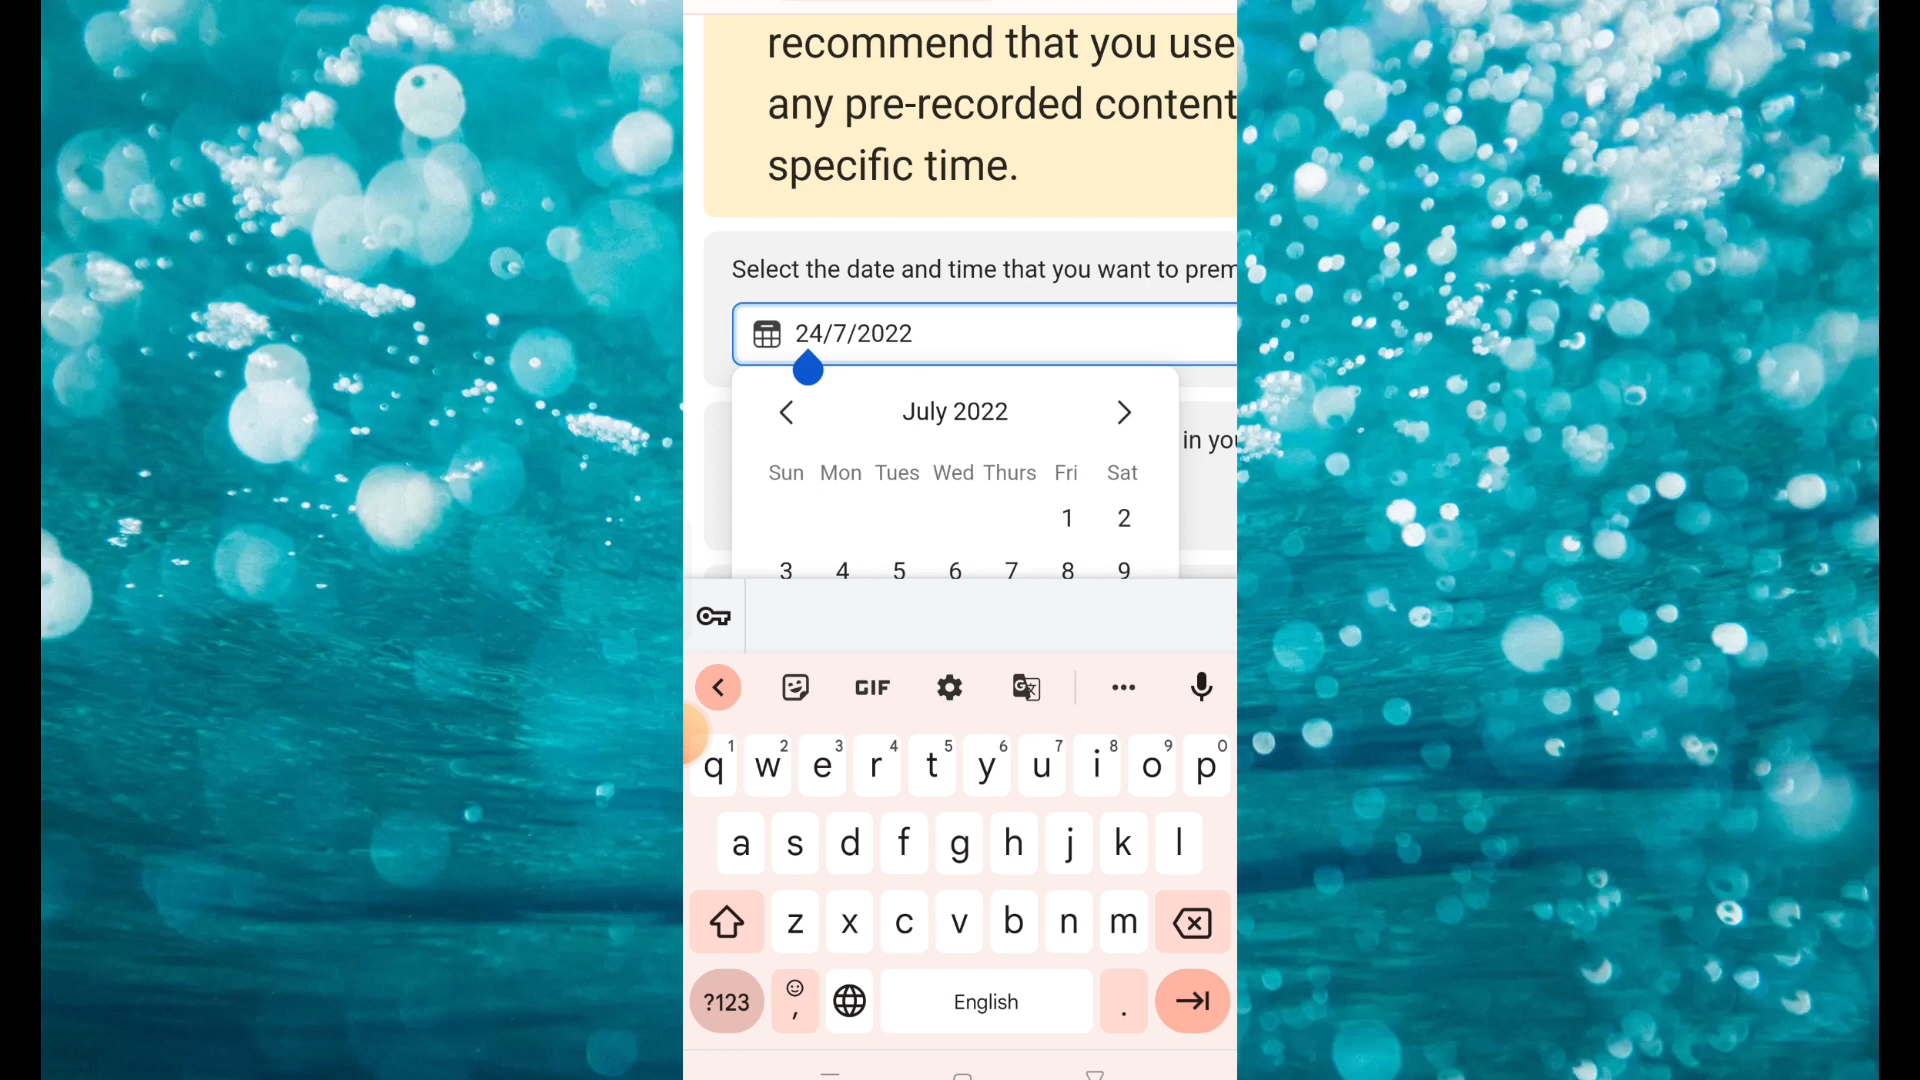 recommend that you use
any pre-recorded content
specific time.
Select the date and time that you want to prem
24/7/2022
July 2022
in you
Sun Mon Tues Wed Thurs Fri Sat
1 2
3 4 5 6 7 8 9
GIF
1 2 3 4 5 6 7 8 9 0
q w e r t y u i o p
a s d f g h j k l
z x c v b n m
?123 , English .